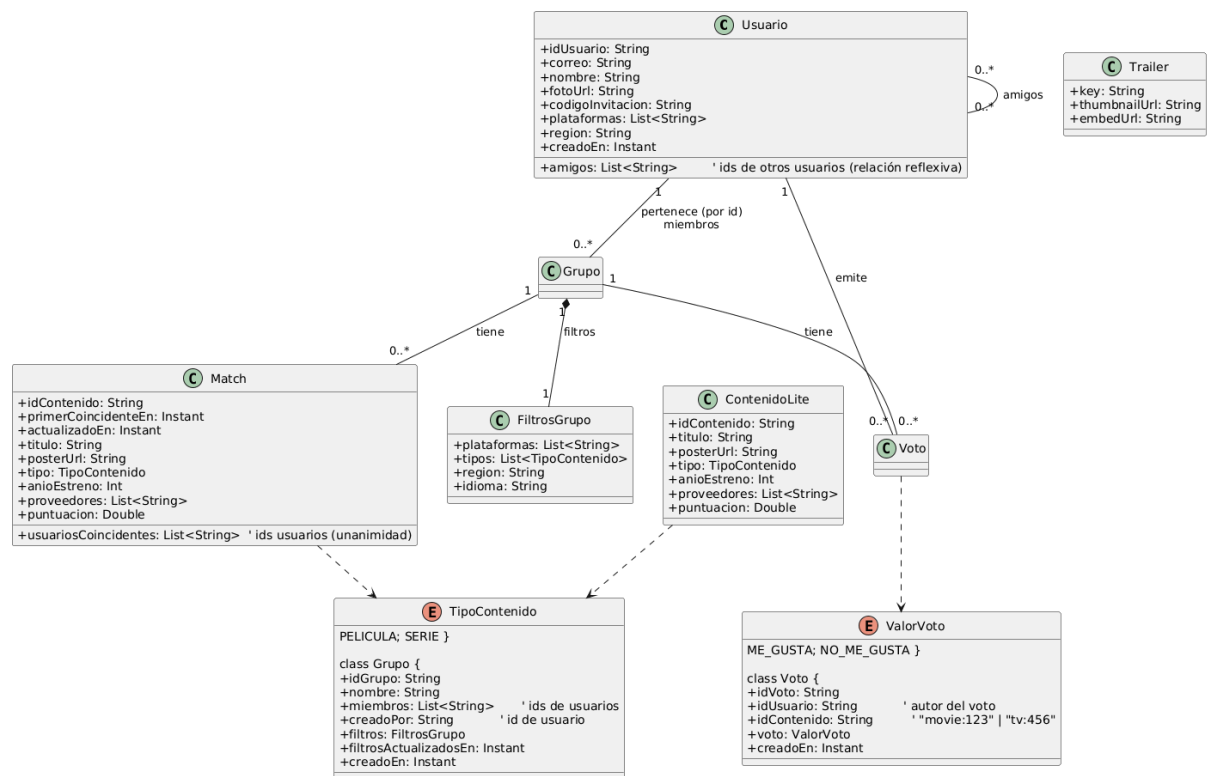 C Usuario
+idUsuario: String
+correo: String
+nombre: String
+fotoUrl: String
+codigoInvitacion: String
+plataformas: List<String>
+region: String
+creadoEn: Instant
+amigos: List<String> ' ids de otros usuarios (relación reflexiva)
0..*
0..*
amigos
C Trailer
+key: String
+thumbnailUrl: String
+embedUrl: String
1
pertenece (por id)
miembros
0..*
1
emite
0..*
C Grupo
1
tiene
0..*
1
filtros
1
1
tiene
0..*
C Match
+idContenido: String
+primerCoincidenteEn: Instant
+actualizadoEn: Instant
+titulo: String
+posterUrl: String
+tipo: TipoContenido
+anioEstreno: Int
+proveedores: List<String>
+puntuacion: Double
+usuariosCoincidentes: List<String> ' ids usuarios (unanimidad)
C FiltrosGrupo
+plataformas: List<String>
+tipos: List<TipoContenido>
+region: String
+idioma: String
C ContenidoLite
+idContenido: String
+titulo: String
+posterUrl: String
+tipo: TipoContenido
+anioEstreno: Int
+proveedores: List<String>
+puntuacion: Double
C Voto
E TipoContenido
PELICULA; SERIE }
class Grupo {
+idGrupo: String
+nombre: String
+miembros: List<String> ' ids de usuarios
+creadoPor: String ' id de usuario
+filtros: FiltrosGrupo
+filtrosActualizadosEn: Instant
+creadoEn: Instant
E ValorVoto
ME_GUSTA; NO_ME_GUSTA }
class Voto {
+idVoto: String
+idUsuario: String ' autor del voto
+idContenido: String ' "movie:123" | "tv:456"
+voto: ValorVoto
+creadoEn: Instant